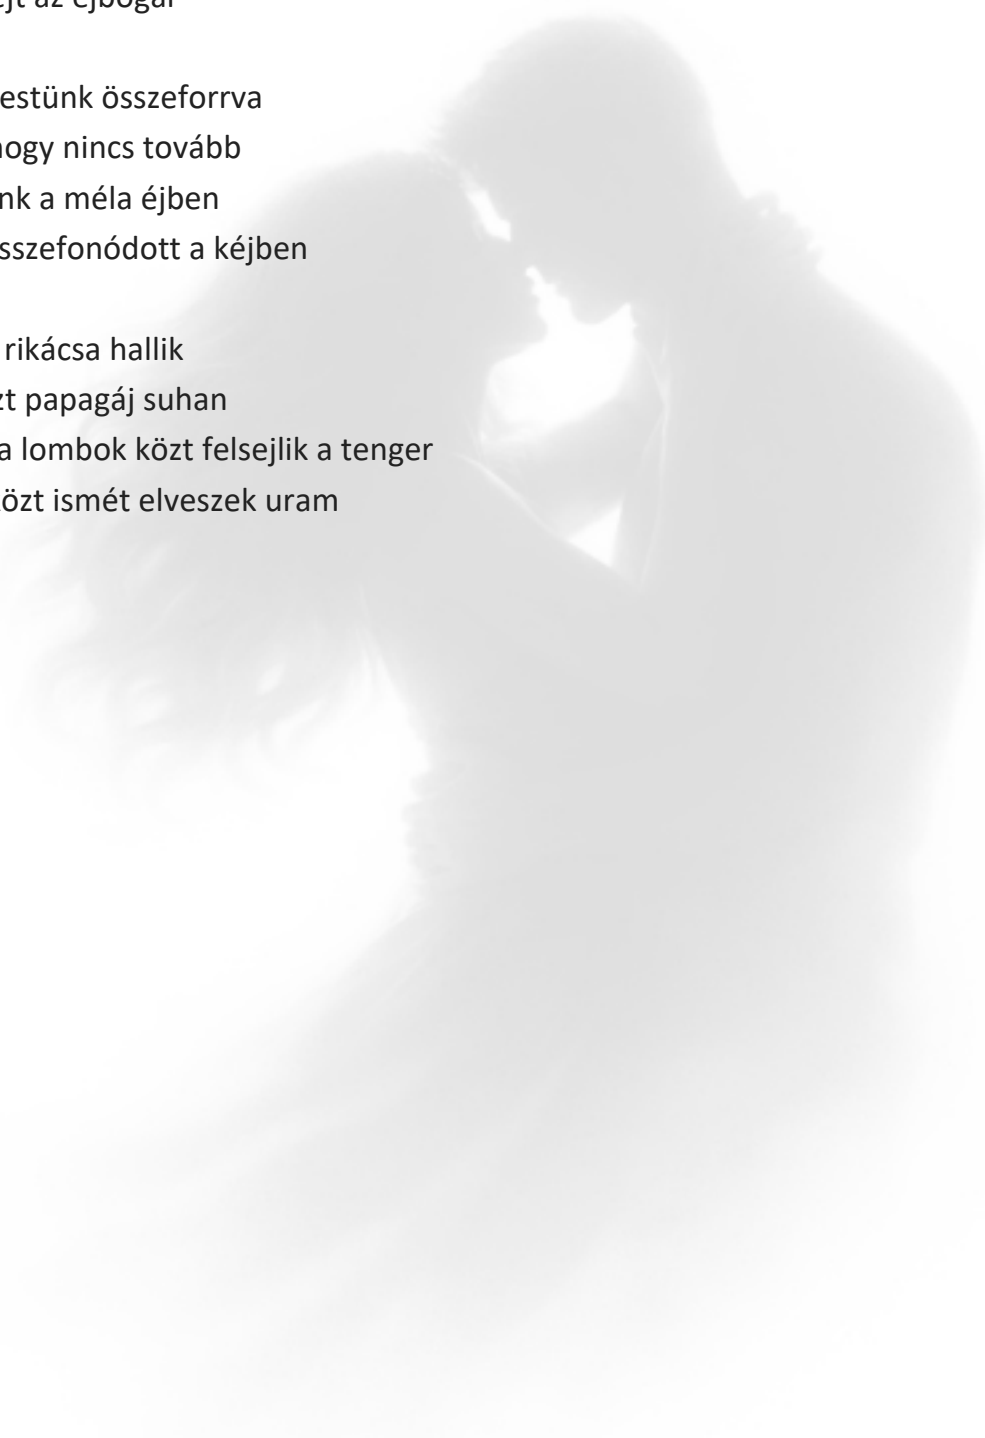 ejt az éjbogár
estünk összeforrva
hogy nincs tovább
nk a méla éjben
sszefonódott a kéjben
rikácsa hallik
zt papagáj suhan
a lombok közt felsejlik a tenger
özt ismét elveszek uram